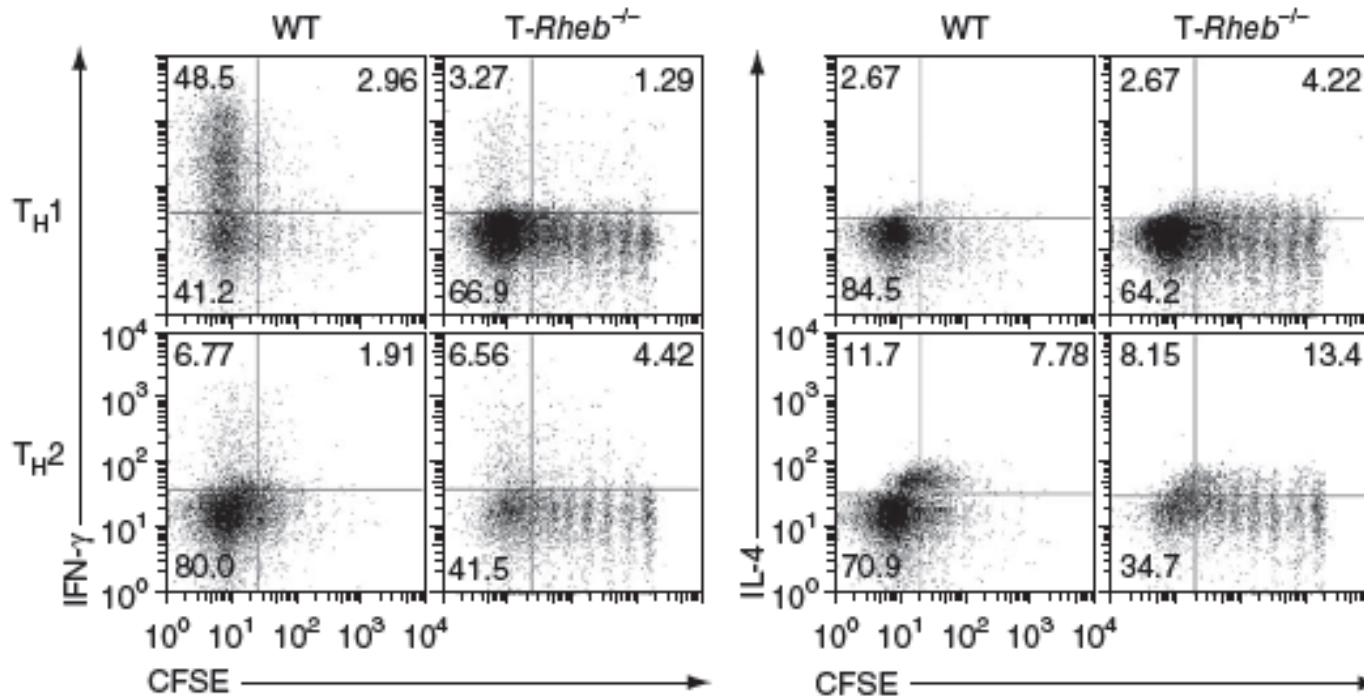 WT T-Rheb⁻/⁻ WT T-Rheb⁻/⁻
48.5 2.96 3.27 1.29 2.67 2.67 4.22
TH1
41.2 66.9 84.5 64.2
10⁴ 6.77 1.91 6.56 4.42 10⁴ 11.7 7.78 8.15 13.4
10³ 10³
TH2 10² 10²
10¹ 10¹
IFN-γ 80.0 41.5 IL-4 70.9 34.7
10⁰ 10⁰
10⁰ 10¹ 10² 10³ 10⁴ 10⁰ 10¹ 10² 10³ 10⁴
CFSE CFSE